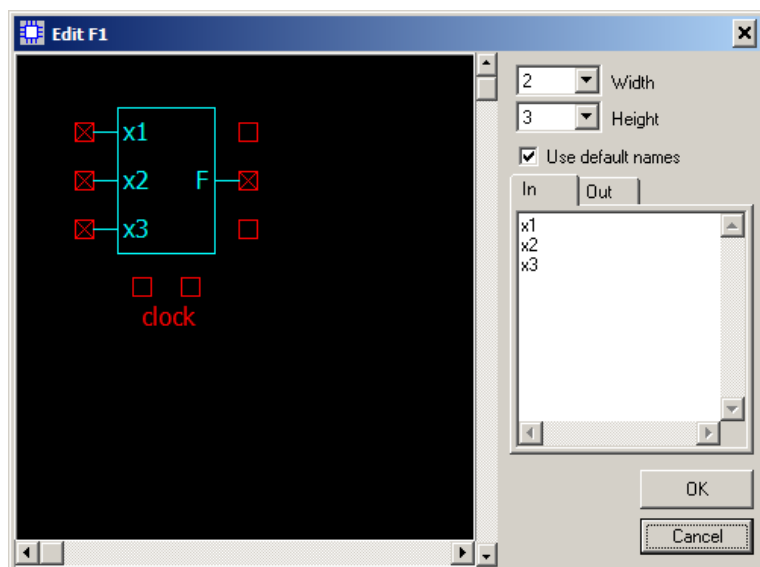 Edit F1
x1
x2 F
x3
clock
2 Width
3 Height
Use default names
In Out
x1
x2
x3
OK
Cancel